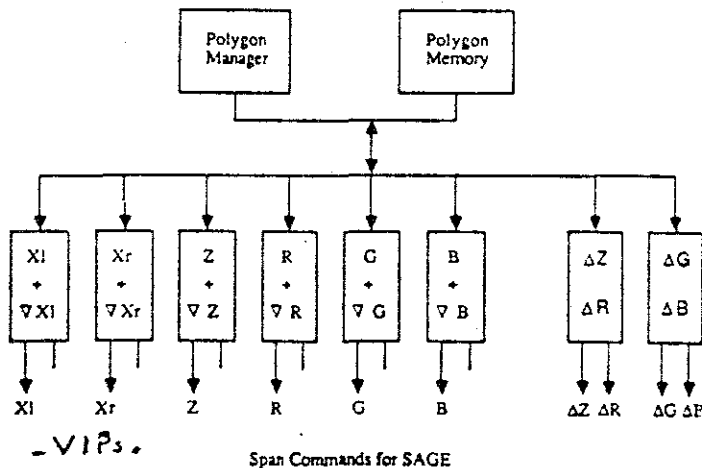 Polygon Manager
Polygon Memory
Xl + ∇ Xl
Xr + ∇ Xr
Z + ∇ Z
R + ∇ R
G + ∇ G
B + ∇ B
ΔZ ΔR
ΔG ΔB
Xl Xr Z R G B ΔZ ΔR ΔG ΔB
- VIPs.
Span Commands for SAGE